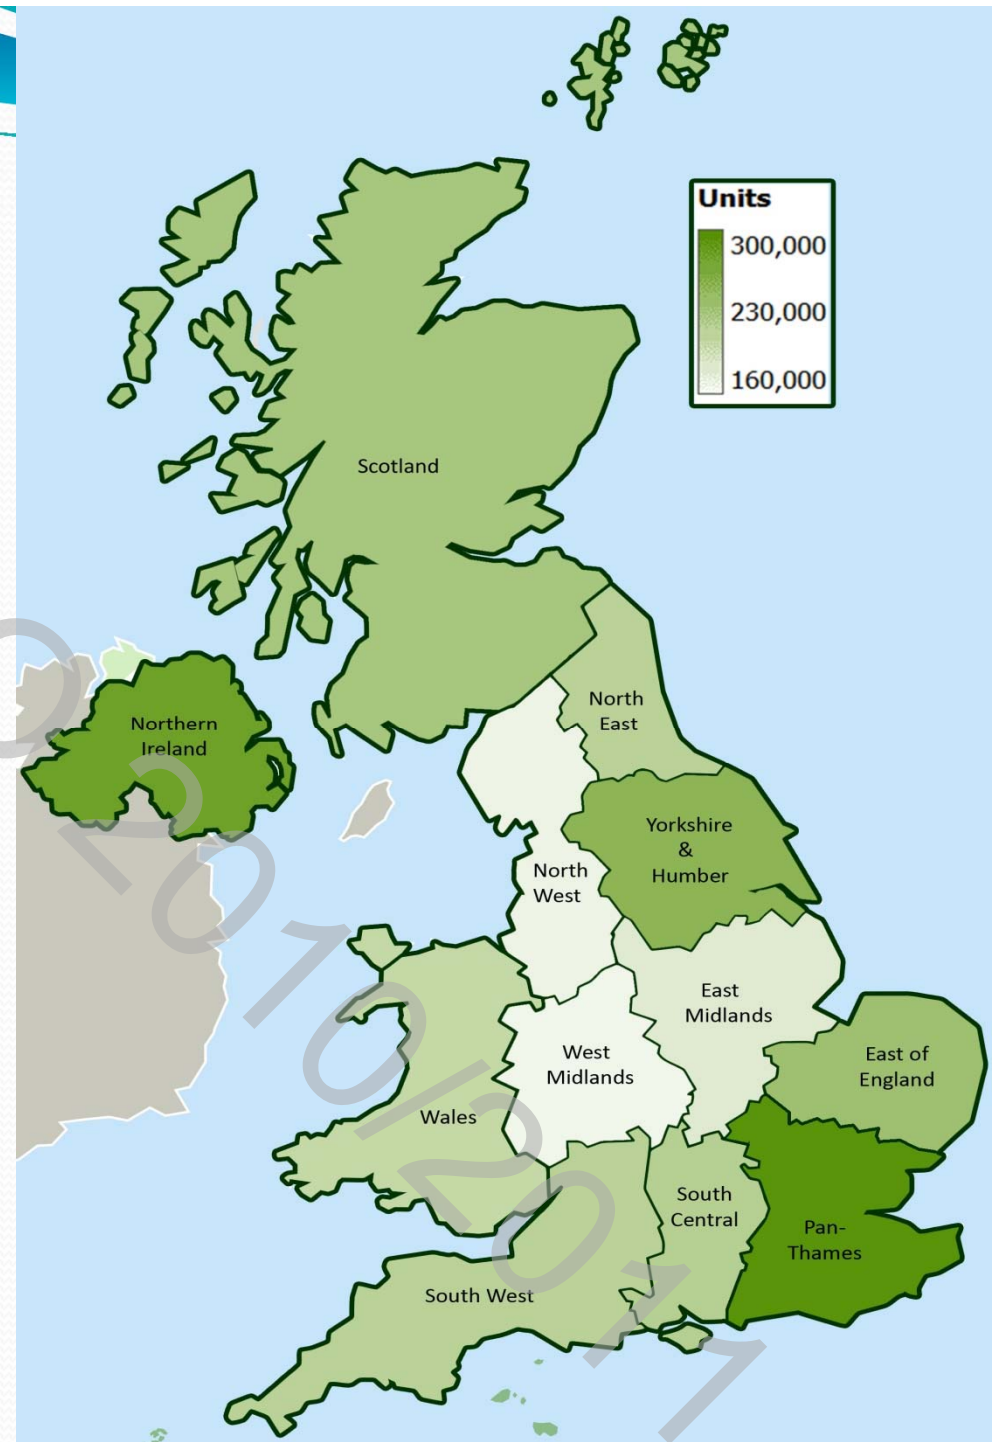 Units
300,000
230,000
160,000
Scotland
North
East
Northern
Ireland
Yorkshire
&
Humber
North
West
East
Midlands
West
Midlands
East of
England
Wales
South
Central
Pan-
Thames
South West
2010/2011